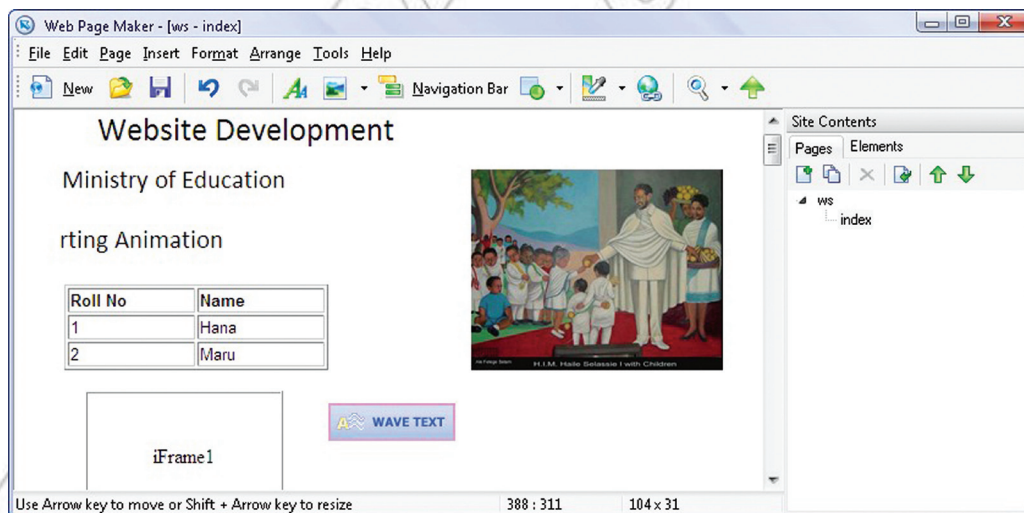 Web Page Maker - [ws - index]
File Edit Page Insert Format Arrange Tools Help
New Navigation Bar
Site Contents
Pages Elements
ws
index
Website Development
Ministry of Education
rting Animation
Roll No Name
1 Hana
2 Maru
H.I.M. Haile Selassie I with Children
WAVE TEXT
iFrame1
Use Arrow key to move or Shift + Arrow key to resize 388 : 311 104 x 31